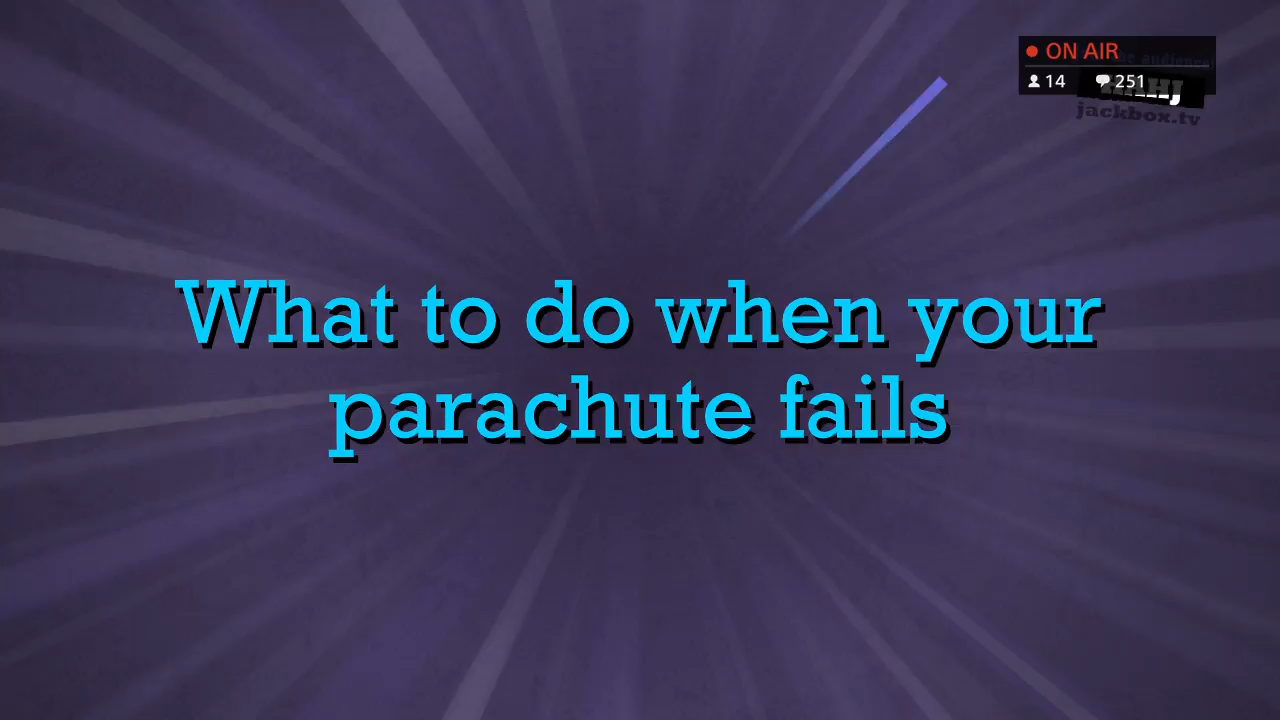 ON AIR
14 251
jackbox.tv
What to do when your
parachute fails